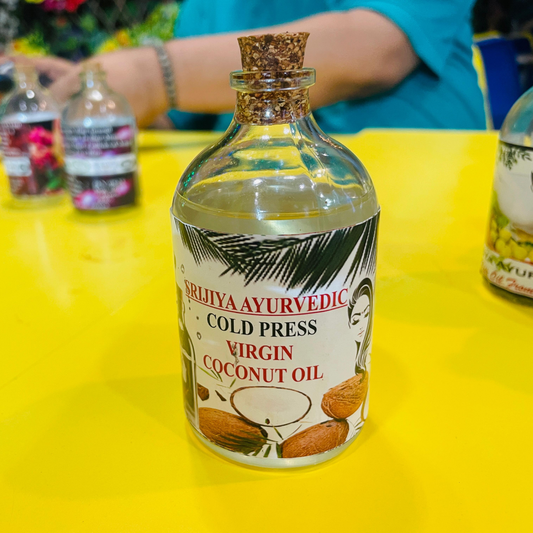 SRIJIYA AYURVEDIC
COLD PRESS
VIRGIN
COCONUT OIL